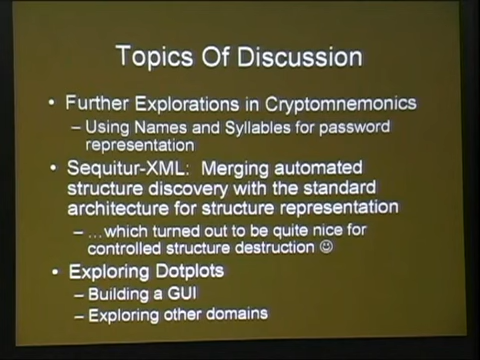 Topics Of Discussion
• Further Explorations in Cryptomnemonics
– Using Names and Syllables for password
representation
• Sequitur-XML: Merging automated
structure discovery with the standard
architecture for structure representation
– ...which turned out to be quite nice for
controlled structure destruction ☺
• Exploring Dotplots
– Building a GUI
– Exploring other domains